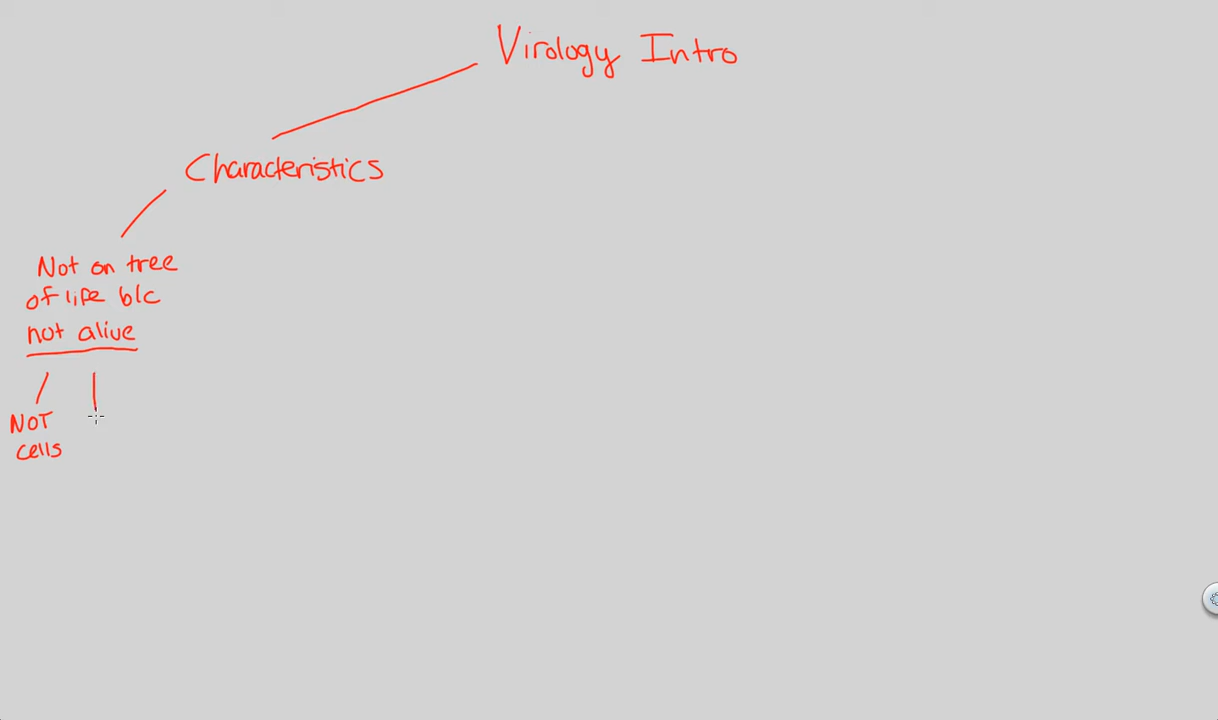 Virology Intro
Characteristics
Not on tree
of life b/c
not alive
NOT
cells